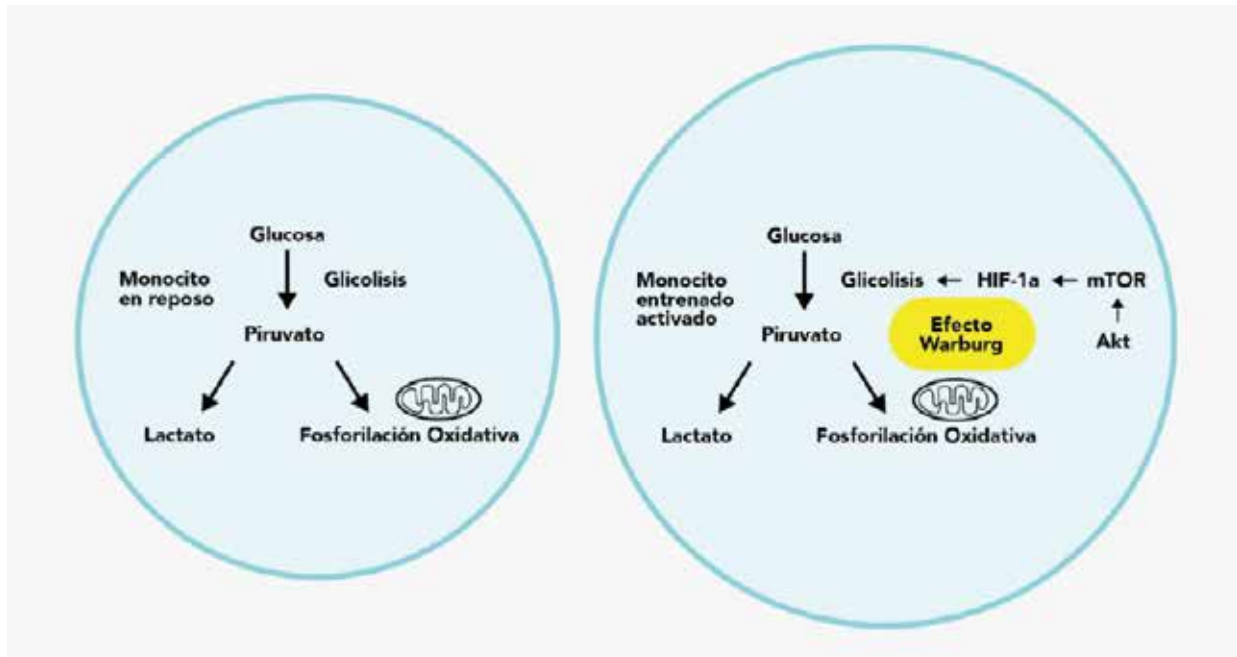 Glucosa
Monocito
en reposo
Glicolisis
Piruvato
Lactato
Fosforilación Oxidativa
Glucosa
Monocito
entrenado
activado
Glicolisis ← HIF-1a ← mTOR
↑
Akt
Efecto
Warburg
Piruvato
Lactato
Fosforilación Oxidativa